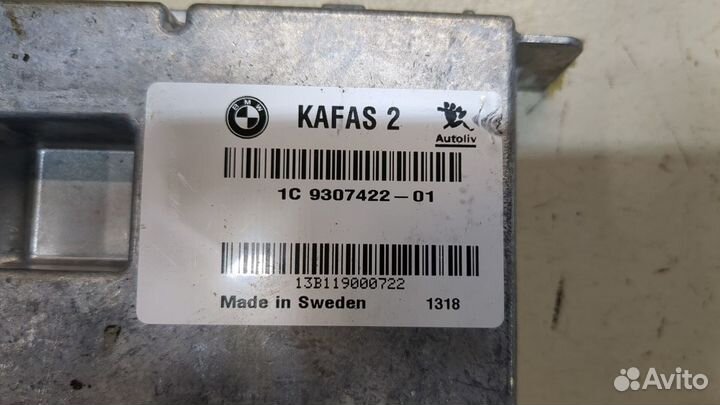 BMW
KAFAS 2
Autoliv
1C 9307422-01
13B119000722
Made in Sweden 1318
Avito